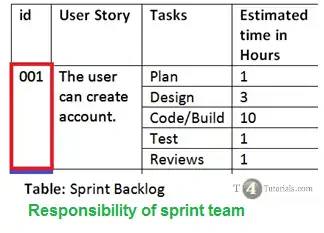 id User Story Tasks Estimated time in Hours
001 The user can create account. Plan 1
Design 3
Code/Build 10
Test 1
Reviews 1
Table: Sprint Backlog
T4Tutorials.com
Responsibility of sprint team